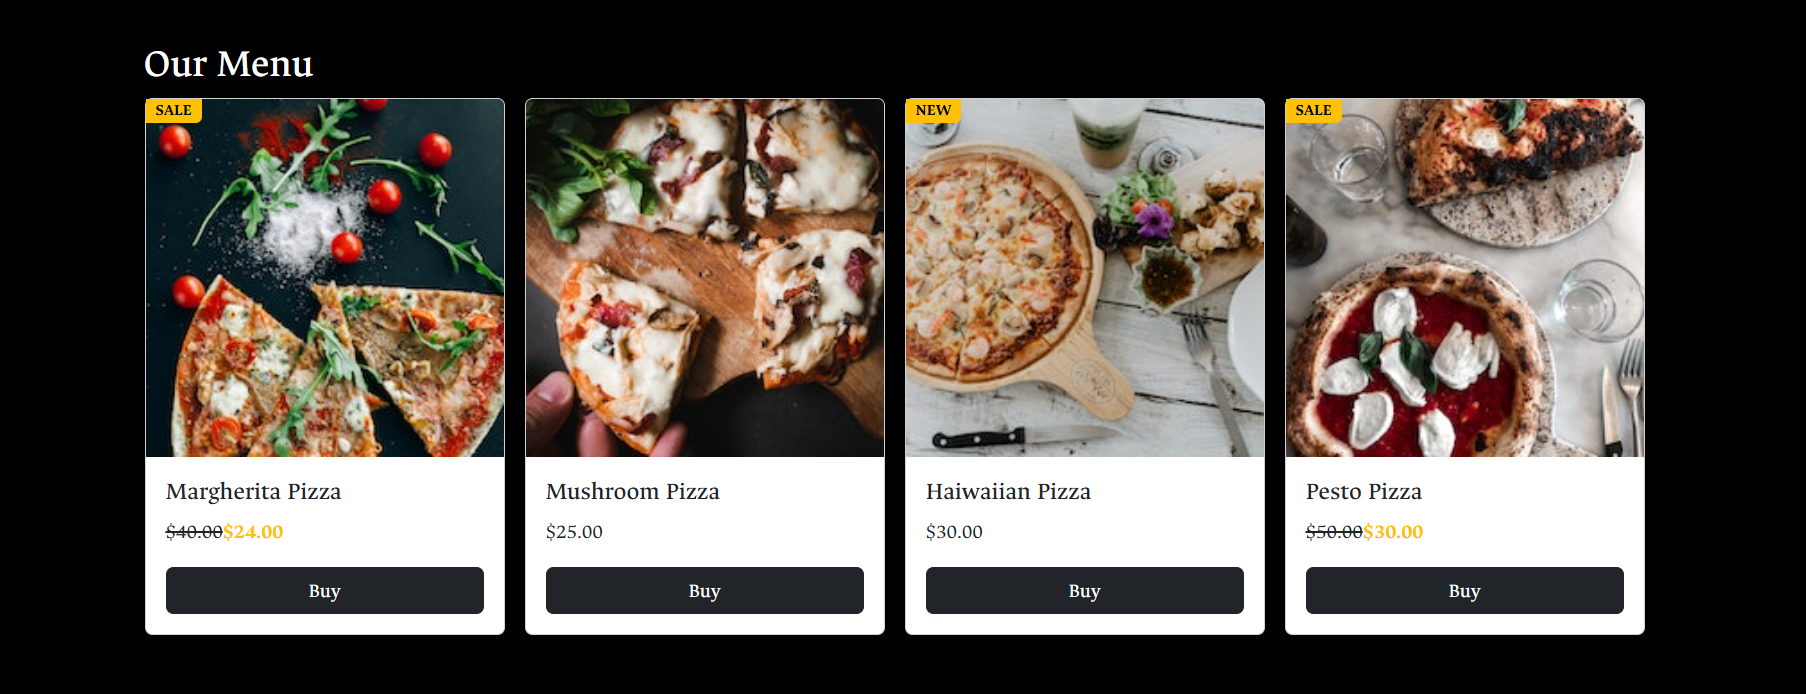 Our Menu
SALE
Margherita Pizza
$40.00$24.00
Buy
Mushroom Pizza
$25.00
Buy
NEW
Haiwaiian Pizza
$30.00
Buy
SALE
Pesto Pizza
$50.00$30.00
Buy